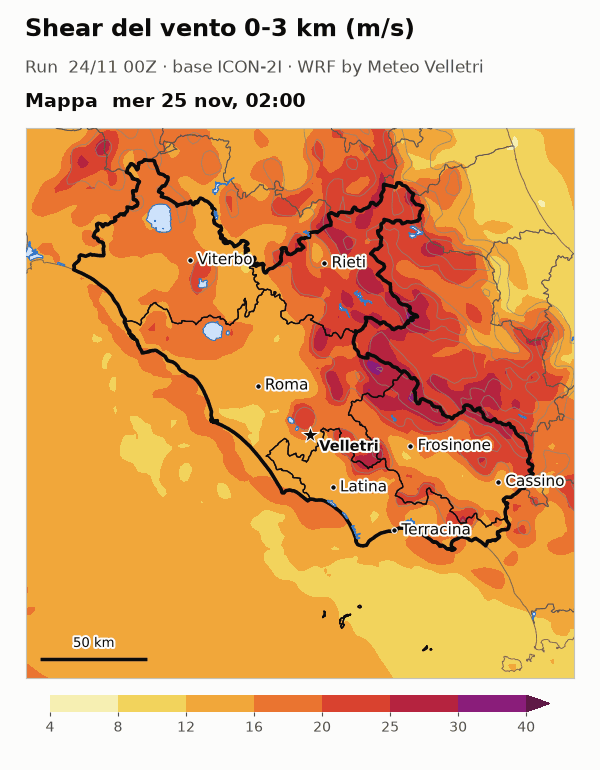 Shear del vento 0-3 km (m/s)
Run  24/11 00Z · base ICON-2I · WRF by Meteo Velletri
Mappa  mer 25 nov, 02:00
Viterbo
Rieti
Roma
Velletri
Frosinone
Latina
Cassino
Terracina
50 km
4 8 12 16 20 25 30 40